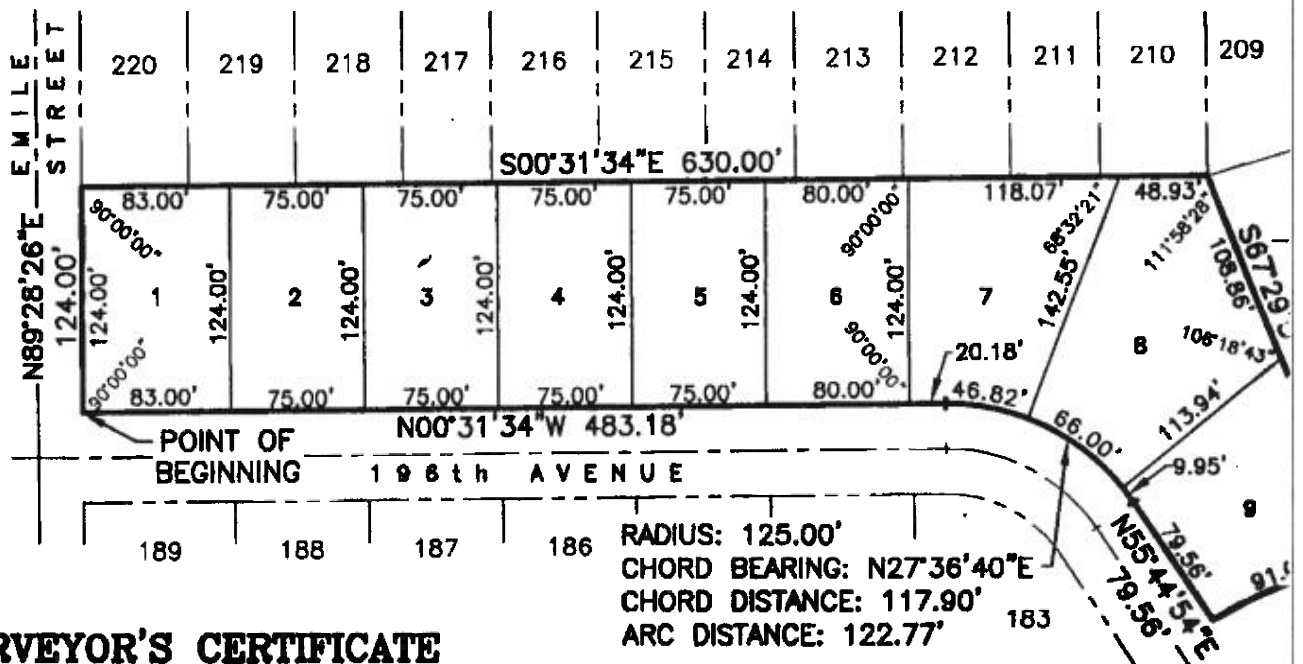 EMILE STREET
220 219 218 217 216 215 214 213 212 211 210 209
S00°31'34"E 630.00'
83.00' 75.00' 75.00' 75.00' 75.00' 80.00' 118.07' 48.93'
N89°28'26"E
124.00'
90°00'00" 90°00'00" 68°32'21" 111°58'28"
108.86'
124.00' 124.00' 124.00' 124.00' 124.00' 124.00' 124.00' 142.55'
1 2 3 4 5 6 7 8
106°18'43"
90°00'00" 90°00'00"
20.18'
83.00' 75.00' 75.00' 75.00' 75.00' 80.00' 46.82'
66.00'
113.94'
9.95'
9
N00°31'34"W 483.18'
POINT OF
BEGINNING
196th AVENUE
189 188 187 186
79.56'
N55°44'54"E
79.56'
RADIUS: 125.00'
CHORD BEARING: N27°36'40"E
CHORD DISTANCE: 117.90'
ARC DISTANCE: 122.77'
183
RVEYOR'S CERTIFICATE